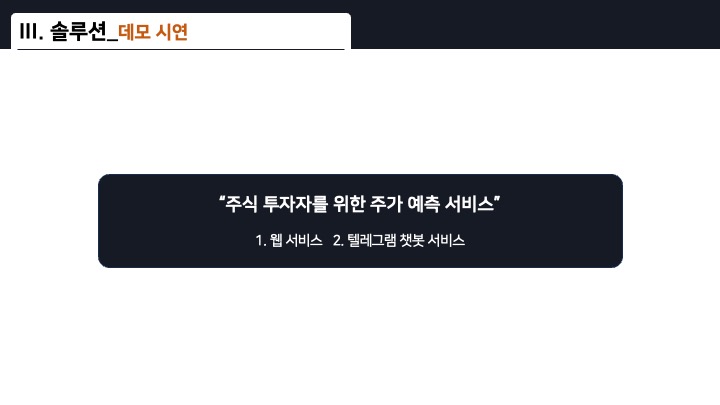 III. 솔루션_데모 시연
“주식 투자자를 위한 주가 예측 서비스”
1. 웹 서비스 2. 텔레그램 챗봇 서비스